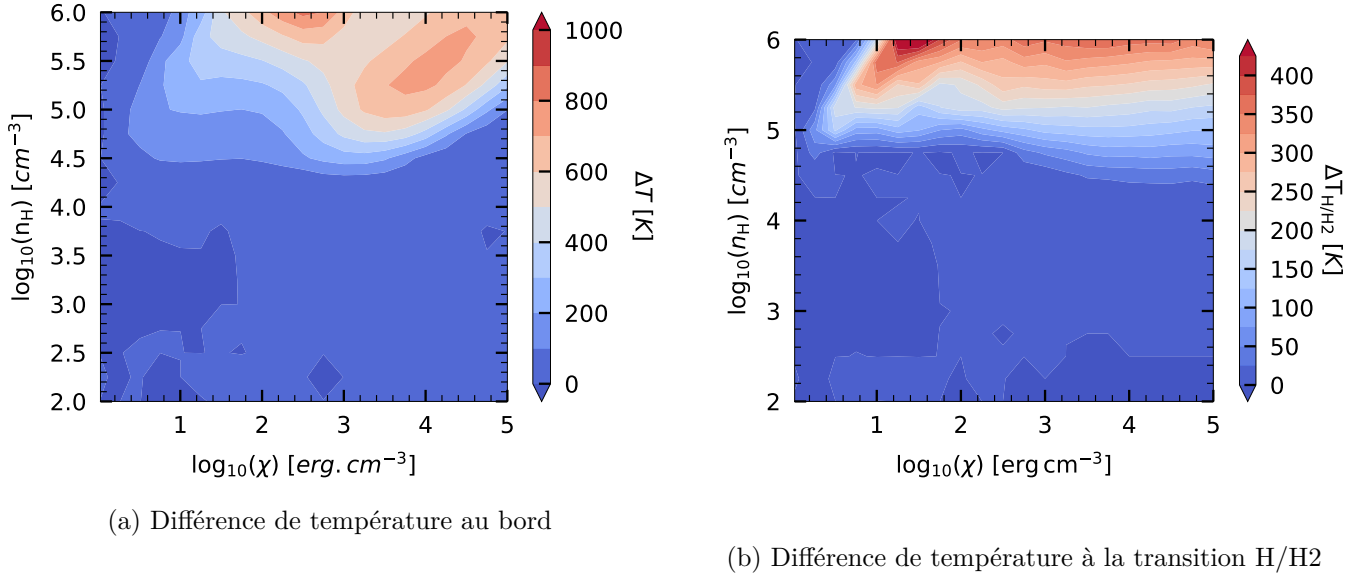 6.0
5.5
5.0
4.5
4.0
3.5
3.0
2.5
2.0
log₁₀(n_H) [cm⁻³]
1 2 3 4 5
log₁₀(χ) [erg. cm⁻³]
1000
800
600
400
200
0
ΔT [K]
(a) Différence de température au bord
6
5
4
3
2
log₁₀(n_H) [cm⁻³]
1 2 3 4 5
log₁₀(χ) [erg cm⁻³]
400
350
300
250
200
150
100
50
0
ΔT_H/H2 [K]
(b) Différence de température à la transition H/H2